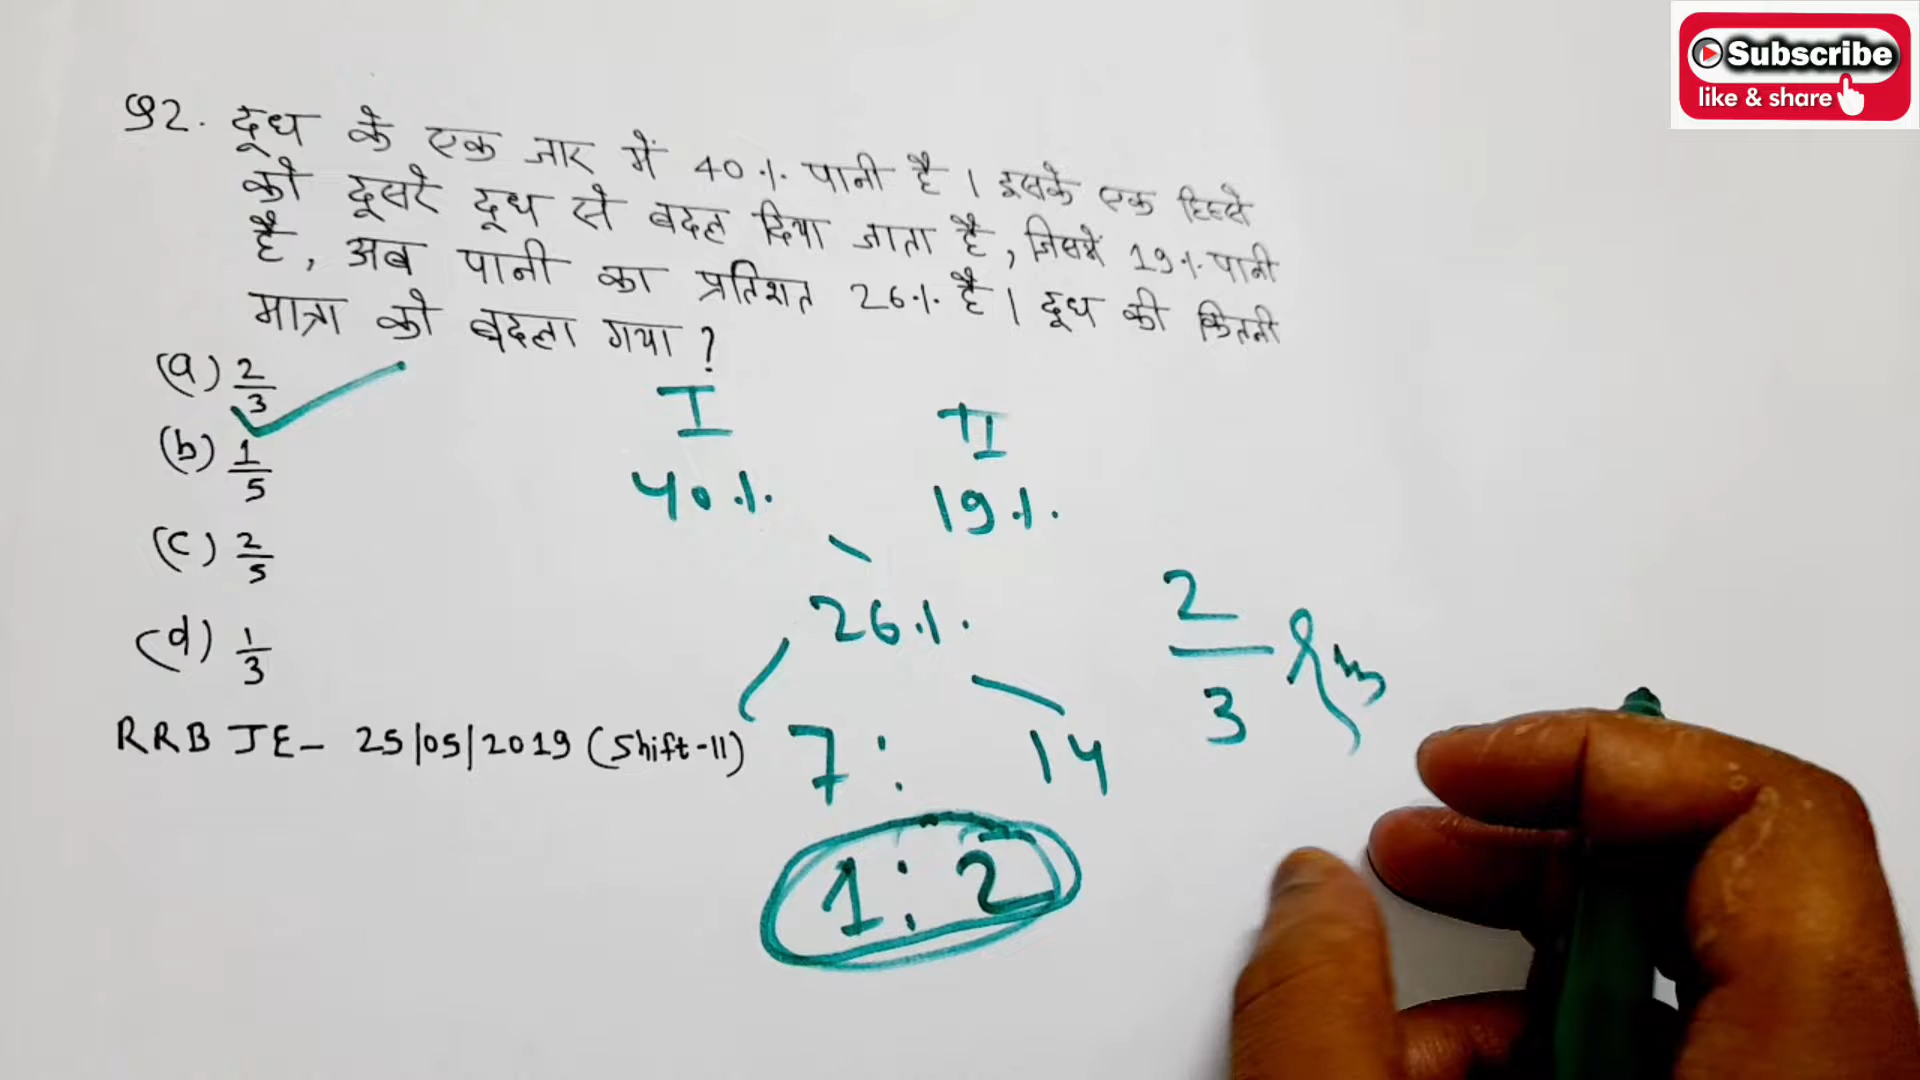 Subscribe
like & share
Q2. दूध के एक जार में 40% पानी है। इसके एक हिस्से
को दूसरे दूध से बदल दिया जाता है, जिसमें 19% पानी
है, अब पानी का प्रतिशत 26% है। दूध की कितनी
मात्रा को बदला गया ?
(a) 2/3
(b) 1/5
(c) 2/5
(d) 1/3
RRB JE- 25/05/2019 (Shift-II)
I II
40% 19%
26%
7 : 14
1 : 2
2/3